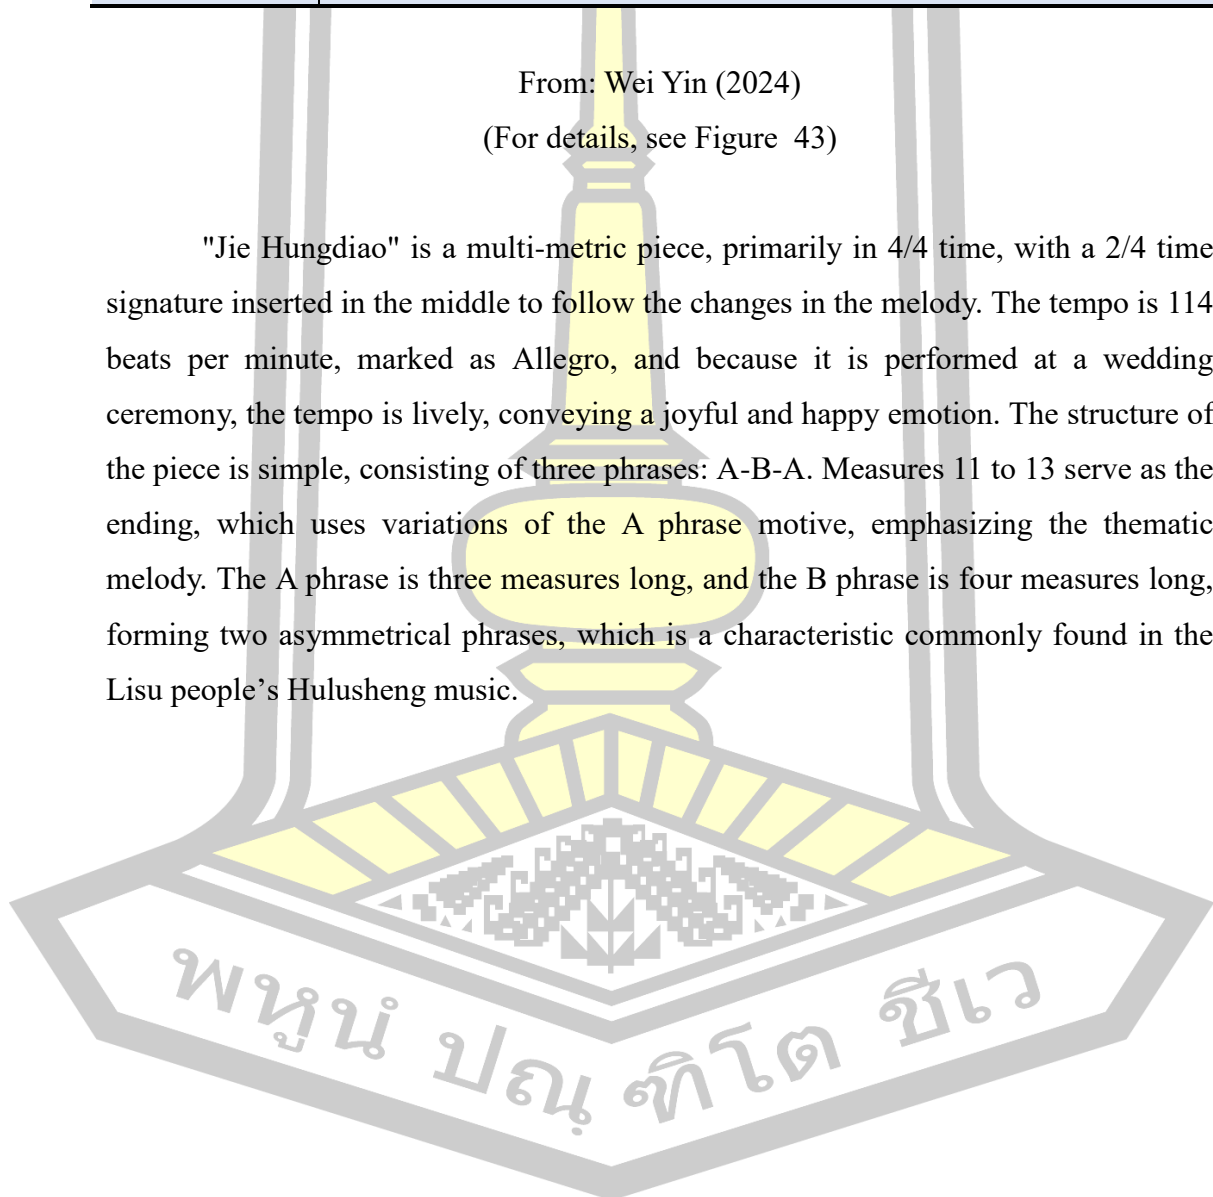 From: Wei Yin (2024)
(For details, see Figure  43)
"Jie Hungdiao" is a multi-metric piece, primarily in 4/4 time, with a 2/4 time
signature inserted in the middle to follow the changes in the melody. The tempo is 114
beats per minute, marked as Allegro, and because it is performed at a wedding
ceremony, the tempo is lively, conveying a joyful and happy emotion. The structure of
the piece is simple, consisting of three phrases: A-B-A. Measures 11 to 13 serve as the
ending, which uses variations of the A phrase motive, emphasizing the thematic
melody. The A phrase is three measures long, and the B phrase is four measures long,
forming two asymmetrical phrases, which is a characteristic commonly found in the
Lisu people’s Hulusheng music.
พหูนํ ปณฺฑิโต ชีเว